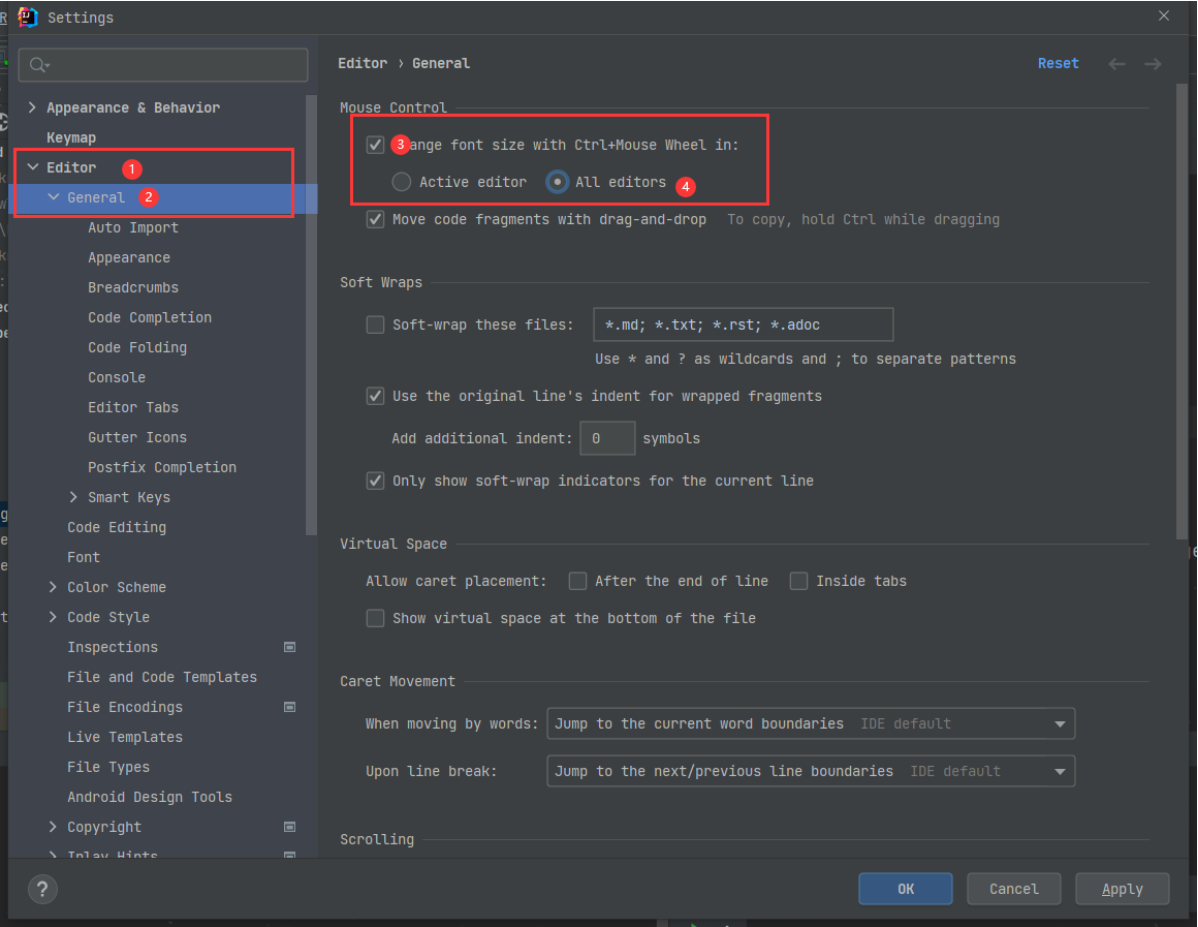 Settings
Editor › General
Reset
Appearance & Behavior
Keymap
Editor 1
General 2
Auto Import
Appearance
Breadcrumbs
Code Completion
Code Folding
Console
Editor Tabs
Gutter Icons
Postfix Completion
Smart Keys
Code Editing
Font
Color Scheme
Code Style
Inspections
File and Code Templates
File Encodings
Live Templates
File Types
Android Design Tools
Copyright
Inlay Hints
Mouse Control
3 ange font size with Ctrl+Mouse Wheel in:
Active editor All editors 4
Move code fragments with drag-and-drop To copy, hold Ctrl while dragging
Soft Wraps
Soft-wrap these files: *.md; *.txt; *.rst; *.adoc
Use * and ? as wildcards and ; to separate patterns
Use the original line's indent for wrapped fragments
Add additional indent: 0 symbols
Only show soft-wrap indicators for the current line
Virtual Space
Allow caret placement: After the end of line Inside tabs
Show virtual space at the bottom of the file
Caret Movement
When moving by words: Jump to the current word boundaries IDE default
Upon line break: Jump to the next/previous line boundaries IDE default
Scrolling
?
OK Cancel Apply